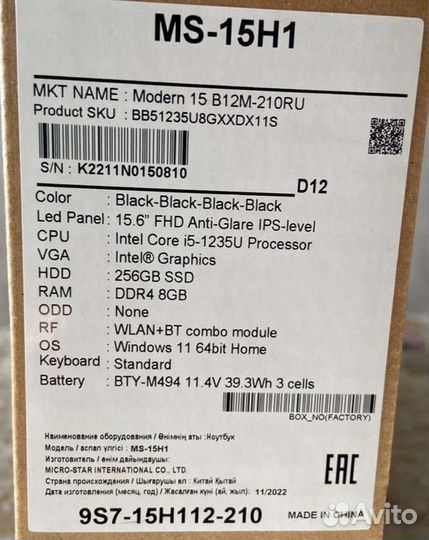 MS-15H1
MKT NAME : Modern 15 B12M-210RU
Product SKU : BB51235U8GXXDX11S
S/N : K2211N0150810
D12
Color : Black-Black-Black-Black
Led Panel : 15.6" FHD Anti-Glare IPS-level
CPU : Intel Core i5-1235U Processor
VGA : Intel® Graphics
HDD : 256GB SSD
RAM : DDR4 8GB
ODD : None
RF : WLAN+BT combo module
OS : Windows 11 64bit Home
Keyboard : Standard
Battery : BTY-M494 11.4V 39.3Wh 3 cells
BOX_NO(FACTORY)
Наименование оборудования / Өнімнің аты :Ноутбук
Модель / аспап үлгісі : MS-15H1
Изготовитель / өнім дайындаушы:
MICRO-STAR INTERNATIONAL CO., LTD.
Страна происхождения / Шығарылған ел : Китай Қытай
Дата изготовления (месяц, год) / Жасалған күні (ай, жыл): 11/2022
EAC
9S7-15H112-210
MADE IN CHINA
Avito